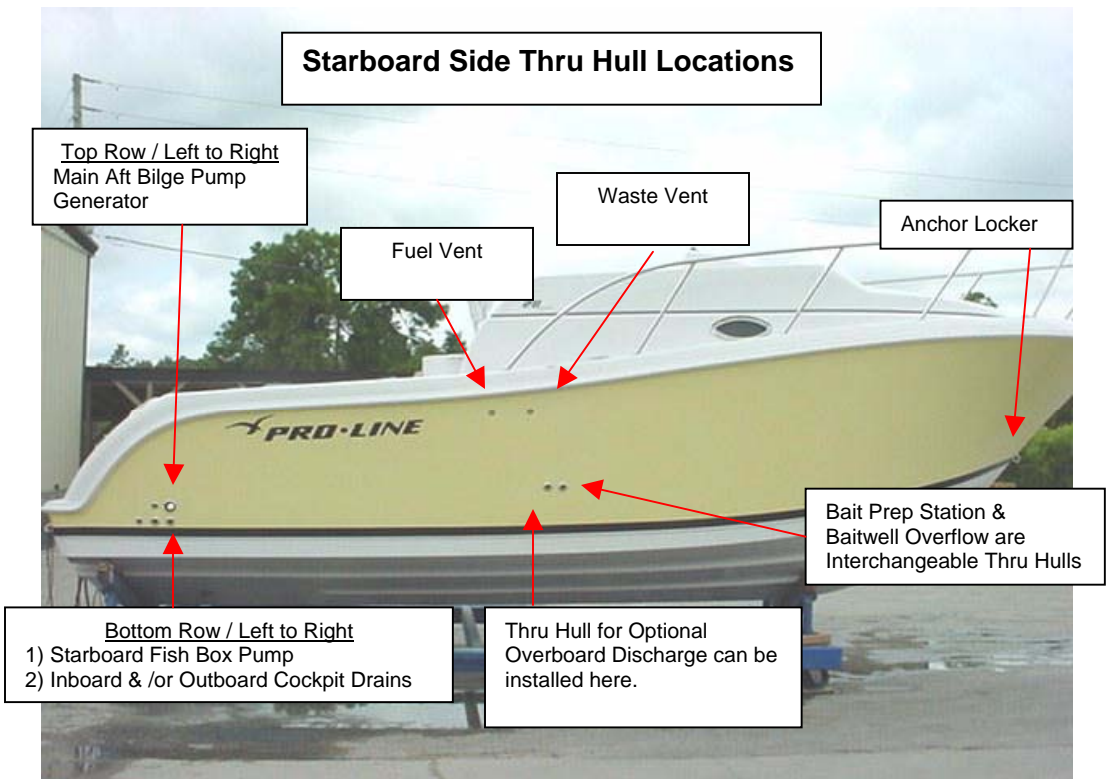 Starboard Side Thru Hull Locations
Top Row / Left to Right
Main Aft Bilge Pump
Generator
Fuel Vent
Waste Vent
Anchor Locker
PRO-LINE
Bait Prep Station &
Baitwell Overflow are
Interchangeable Thru Hulls
Bottom Row / Left to Right
1) Starboard Fish Box Pump
2) Inboard & /or Outboard Cockpit Drains
Thru Hull for Optional
Overboard Discharge can be
installed here.